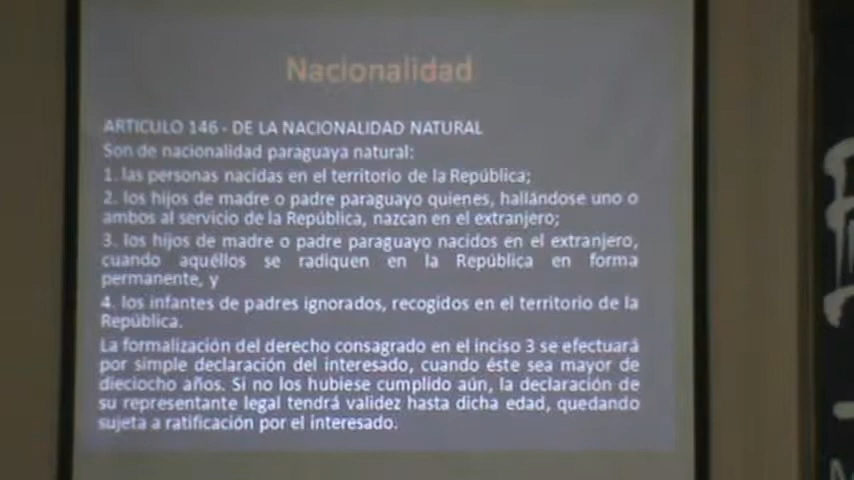 Nacionalidad
ARTICULO 146 - DE LA NACIONALIDAD NATURAL
Son de nacionalidad paraguaya natural:
1. las personas nacidas en el territorio de la República;
2. los hijos de madre o padre paraguayo quienes, hallándose uno o
ambos al servicio de la República, nazcan en el extranjero;
3. los hijos de madre o padre paraguayo nacidos en el extranjero,
cuando aquéllos se radiquen en la República en forma
permanente, y
4. los infantes de padres ignorados, recogidos en el territorio de la
República.
La formalización del derecho consagrado en el inciso 3 se efectuará
por simple declaración del interesado, cuando éste sea mayor de
dieciocho años. Si no los hubiese cumplido aún, la declaración de
su representante legal tendrá validez hasta dicha edad, quedando
sujeta a ratificación por el interesado.